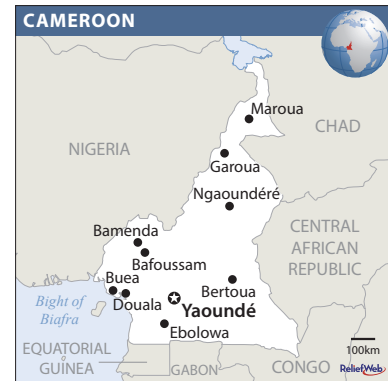 CAMEROON
Maroua
CHAD
NIGERIA
Garoua
Ngaoundéré
CENTRAL
AFRICAN
REPUBLIC
Bamenda
Bafoussam
Buea
Bertoua
Bight of
Biafra
Douala
Yaoundé
Ebolowa
EQUATORIAL
GUINEA
GABON
CONGO
100km
ReliefWeb